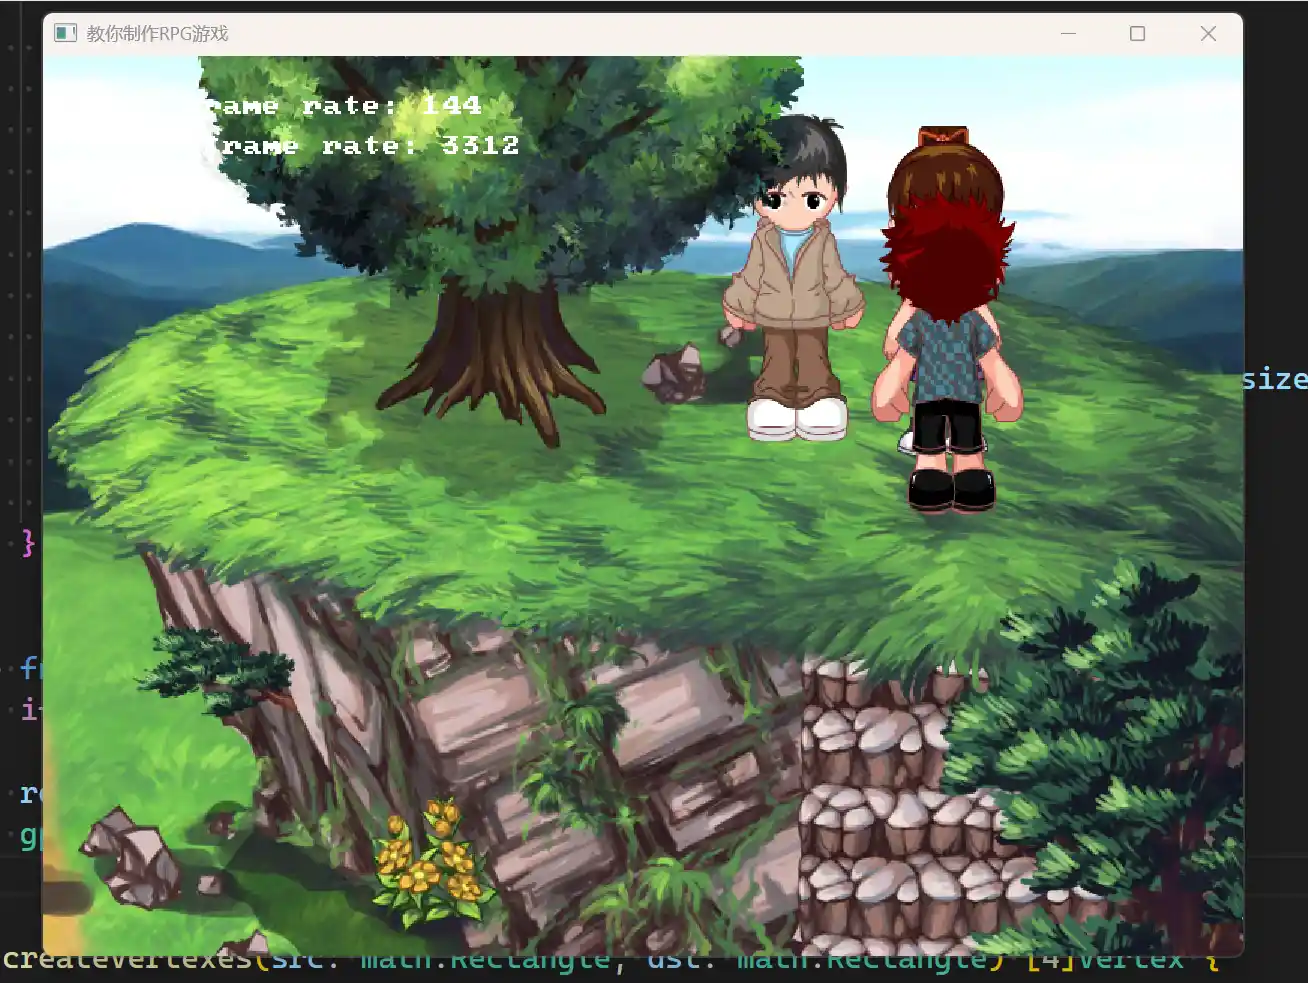 教你制作RPG游戏
ame rate: 144
rame rate: 3312
size
}
createVertexes(src: math.Rectangle, dst: math.Rectangle) [4]Vertex {